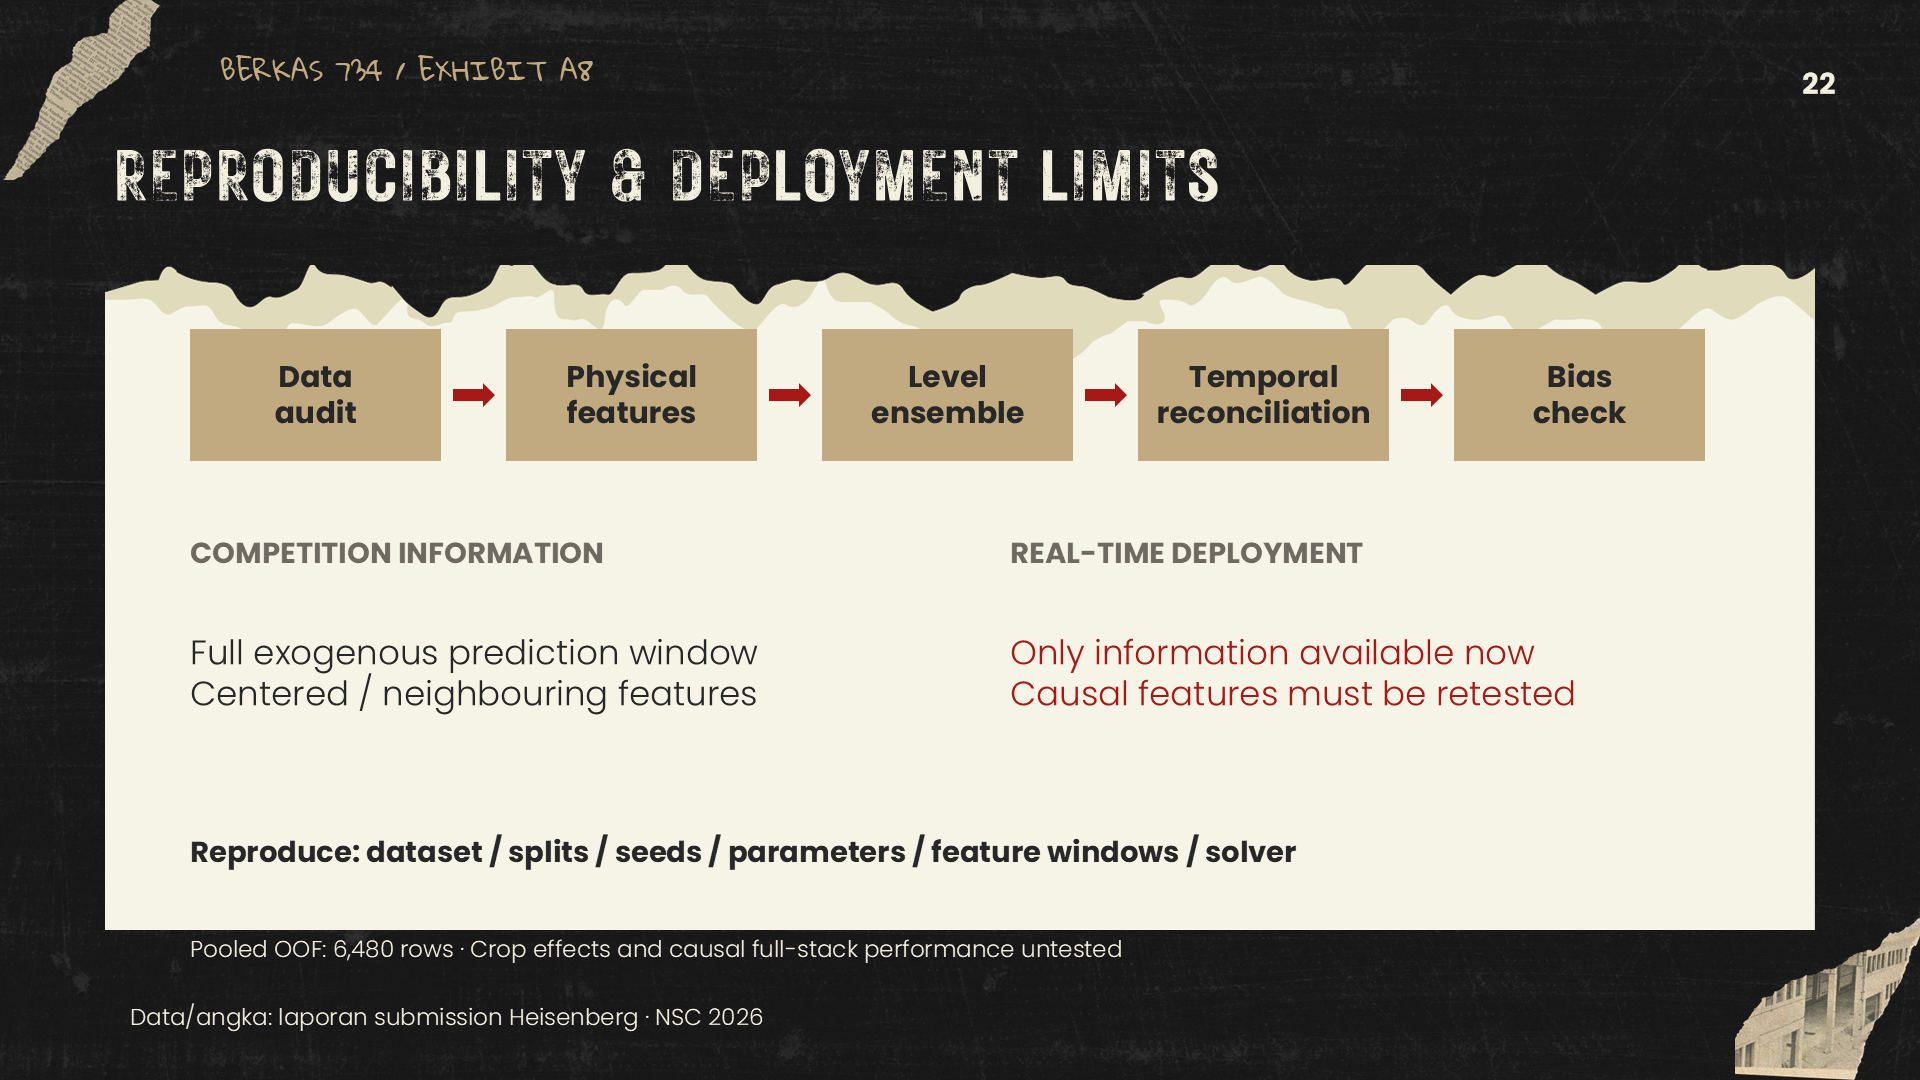 BERKAS 734 / EXHIBIT A8
22
REPRODUCIBILITY & DEPLOYMENT LIMITS
Data
audit
Physical
features
Level
ensemble
Temporal
reconciliation
Bias
check
COMPETITION INFORMATION
Full exogenous prediction window
Centered / neighbouring features
REAL-TIME DEPLOYMENT
Only information available now
Causal features must be retested
Reproduce: dataset / splits / seeds / parameters / feature windows / solver
Pooled OOF: 6,480 rows · Crop effects and causal full-stack performance untested
Data/angka: laporan submission Heisenberg · NSC 2026